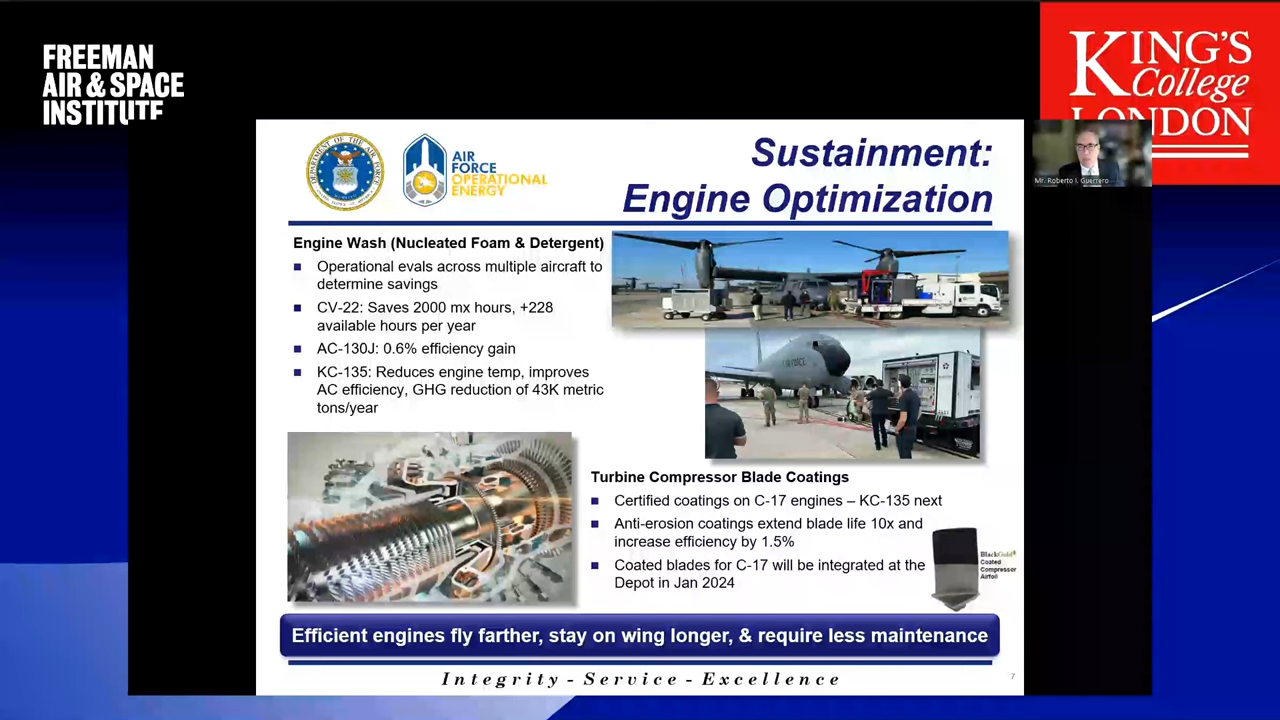 FREEMAN
AIR & SPACE
INSTITUTE
KING'S
College
LONDON
AIR
FORCE
OPERATIONAL
ENERGY
Sustainment:
Engine Optimization
Mr. Roberto I. Guerrero
Engine Wash (Nucleated Foam & Detergent)
Operational evals across multiple aircraft to
determine savings
CV-22: Saves 2000 mx hours, +228
available hours per year
AC-130J: 0.6% efficiency gain
KC-135: Reduces engine temp, improves
AC efficiency, GHG reduction of 43K metric
tons/year
Turbine Compressor Blade Coatings
Certified coatings on C-17 engines – KC-135 next
Anti-erosion coatings extend blade life 10x and
increase efficiency by 1.5%
Coated blades for C-17 will be integrated at the
Depot in Jan 2024
BlackGold®
Coated
Compressor
Airfoil
Efficient engines fly farther, stay on wing longer, & require less maintenance
Integrity - Service - Excellence
7